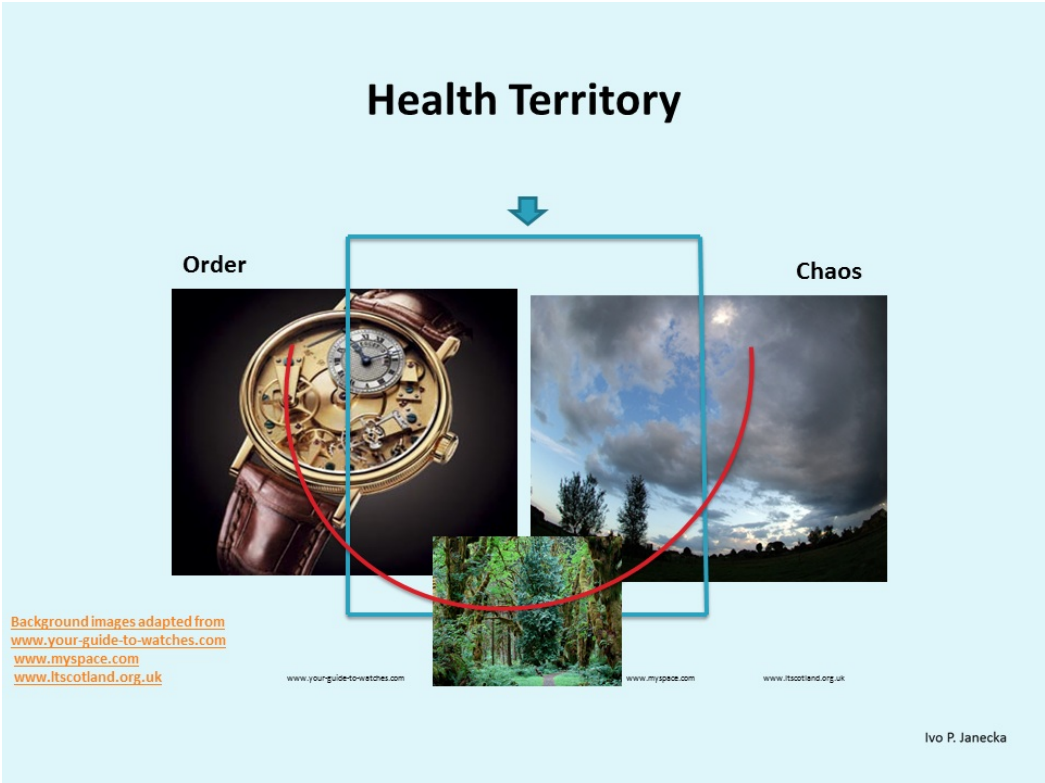 Health Territory
Order
Chaos
Background images adapted from
www.your-guide-to-watches.com
www.myspace.com
www.ltscotland.org.uk
www.your-guide-to-watches.com
www.myspace.com
www.ltscotland.org.uk
Ivo P. Janecka